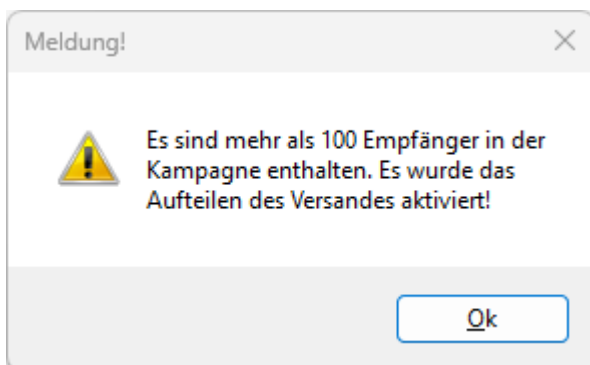 Meldung!
Es sind mehr als 100 Empfänger in der
Kampagne enthalten. Es wurde das
Aufteilen des Versandes aktiviert!
Ok